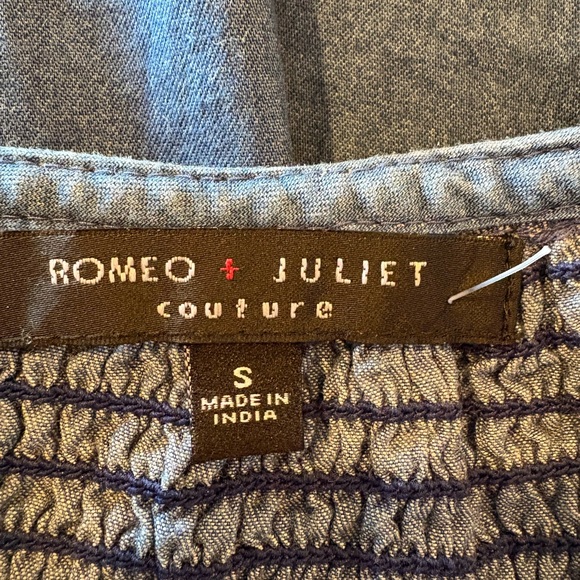 ROMEO + JULIET
couture
S
MADE IN
INDIA